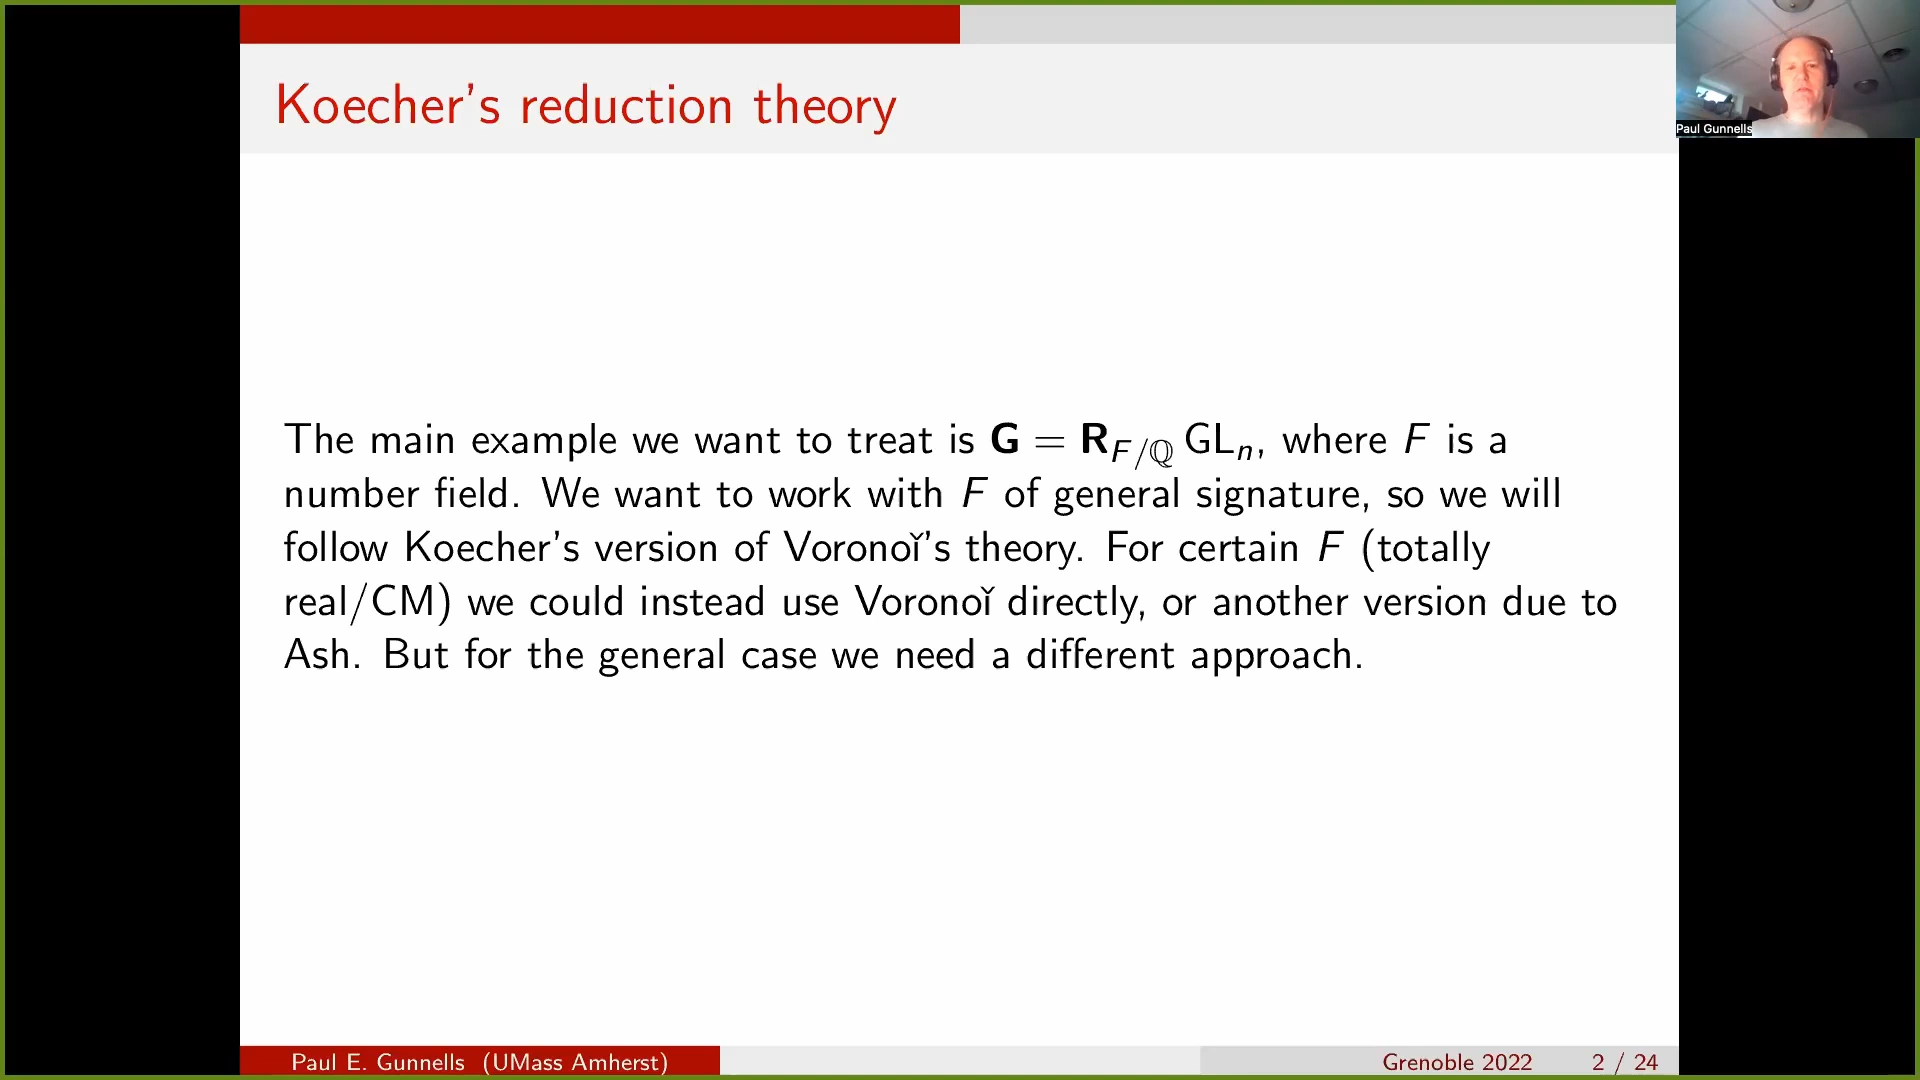 Koecher's reduction theory
Paul Gunnells
The main example we want to treat is G = R_{F/ℚ} GL_n, where F is a
number field. We want to work with F of general signature, so we will
follow Koecher's version of Voronoǐ's theory. For certain F (totally
real/CM) we could instead use Voronoǐ directly, or another version due to
Ash. But for the general case we need a different approach.
Paul E. Gunnells (UMass Amherst)
Grenoble 2022 2 / 24